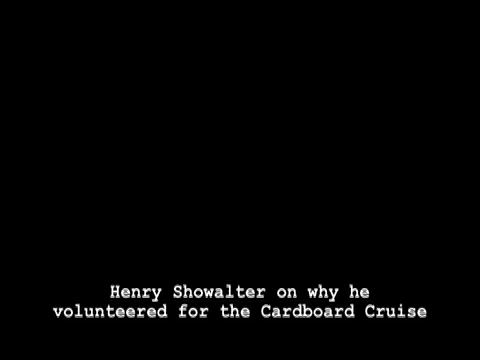 Henry Showalter on why he
volunteered for the Cardboard Cruise